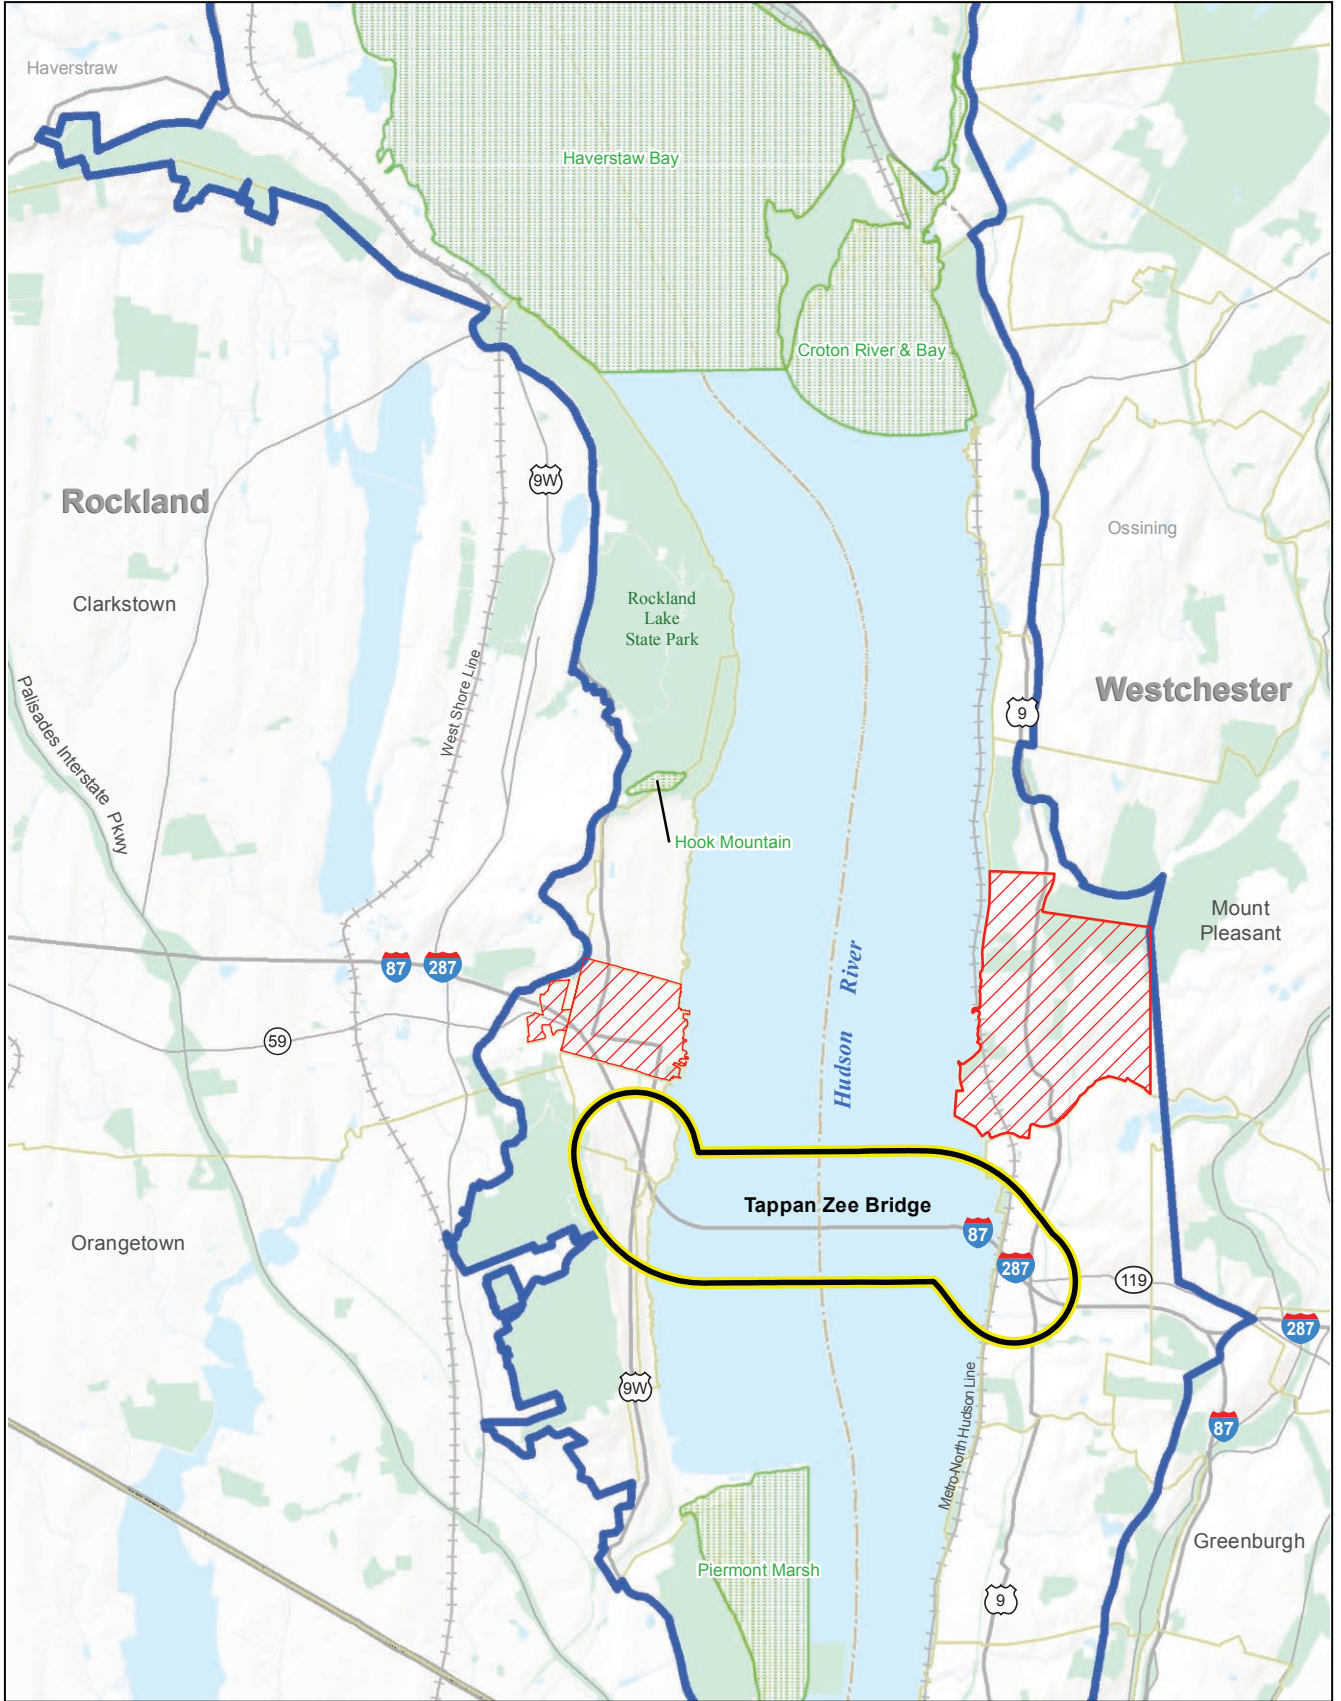 Haverstraw
Haverstaw Bay
Croton River & Bay
9W
Rockland
Ossining
Clarkstown
Rockland
Lake
State Park
West Shore Line
Palisades Interstate Pkwy
Westchester
9
Hook Mountain
Mount
Pleasant
87
287
Hudson River
59
Tappan Zee Bridge
87
287
119
Orangetown
287
9W
87
Metro-North Hudson Line
Greenburgh
Piermont Marsh
9